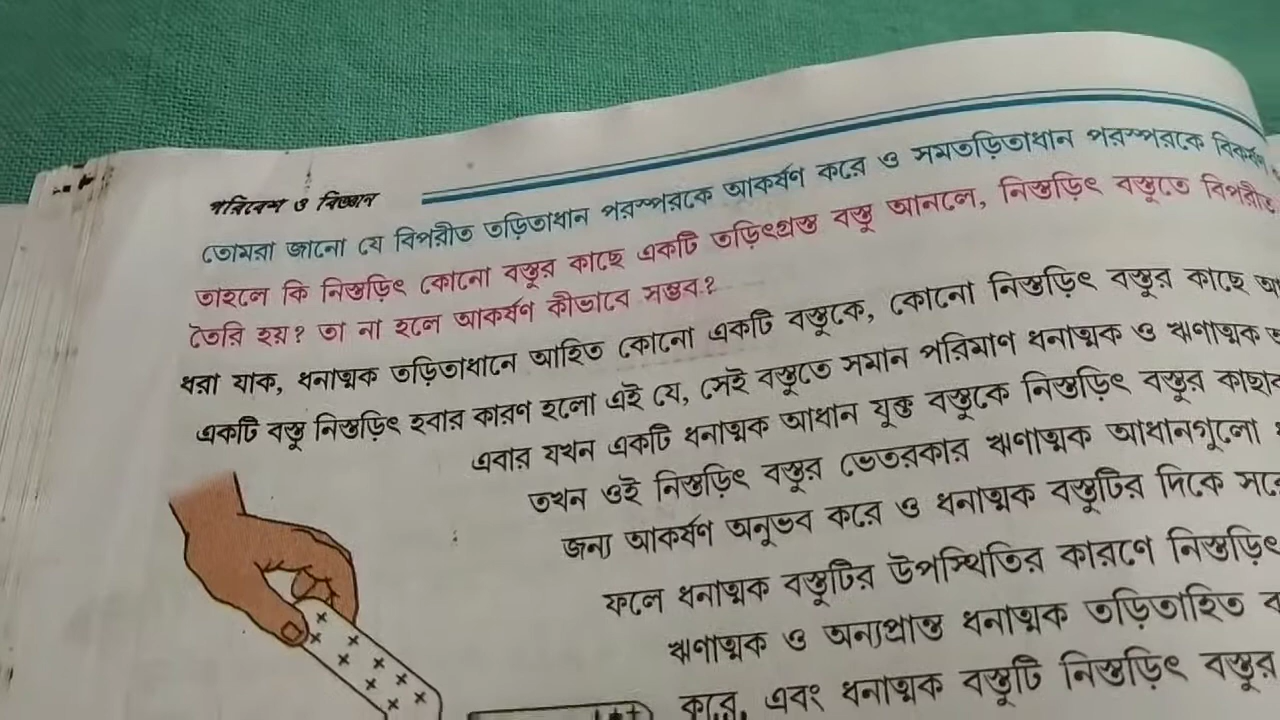 পরিবেশ ও বিজ্ঞান
তোমরা জানো যে বিপরীত তড়িতাধান পরস্পরকে আকর্ষণ করে ও সমতড়িতাধান পরস্পরকে বিকর্ষণ
তাহলে কি নিস্তড়িৎ কোনো বস্তুর কাছে একটি তড়িৎগ্রস্ত বস্তু আনলে, নিস্তড়িৎ বস্তুতে বিপরীত
তৈরি হয়? তা না হলে আকর্ষণ কীভাবে সম্ভব?
ধরা যাক, ধনাত্মক তড়িতাধানে আহিত কোনো একটি বস্তুকে, কোনো নিস্তড়িৎ বস্তুর কাছে
একটি বস্তু নিস্তড়িৎ হবার কারণ হলো এই যে, সেই বস্তুতে সমান পরিমাণ ধনাত্মক ও ঋণাত্মক
এবার যখন একটি ধনাত্মক আধান যুক্ত বস্তুকে নিস্তড়িৎ বস্তুর
তখন ওই নিস্তড়িৎ বস্তুর ভেতরকার ঋণাত্মক আধানগুলো
জন্য আকর্ষণ অনুভব করে ও ধনাত্মক বস্তুটির দিকে
ফলে ধনাত্মক বস্তুটির উপস্থিতির কারণে নিস্তড়িৎ
ঋণাত্মক ও অন্যপ্রান্ত ধনাত্মক তড়িতাহিত
করে, এবং ধনাত্মক বস্তুটি নিস্তড়িৎ বস্তুর